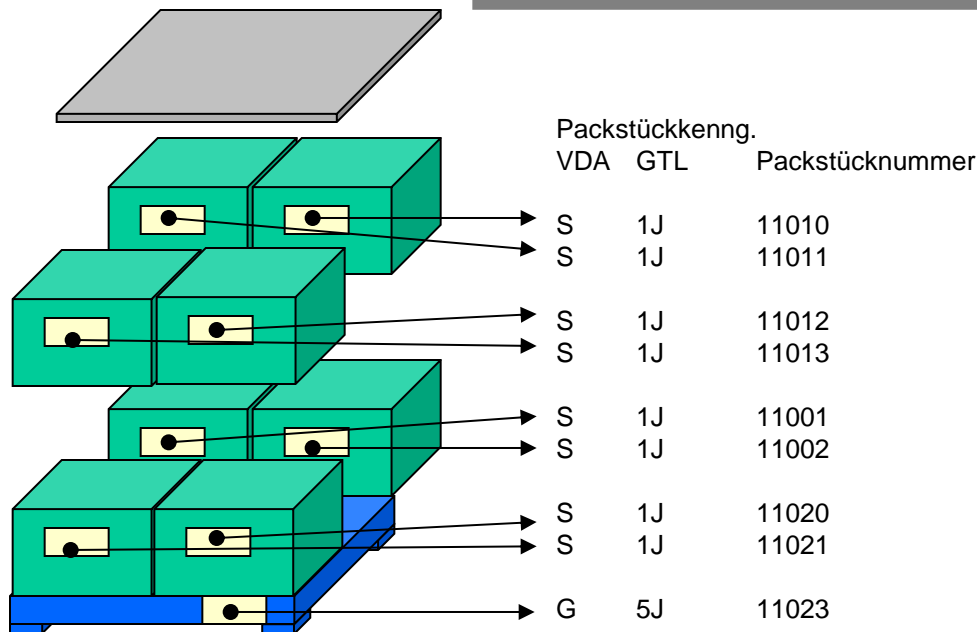 Packstückkenng.
VDA GTL Packstücknummer
S 1J 11010
S 1J 11011
S 1J 11012
S 1J 11013
S 1J 11001
S 1J 11002
S 1J 11020
S 1J 11021
G 5J 11023